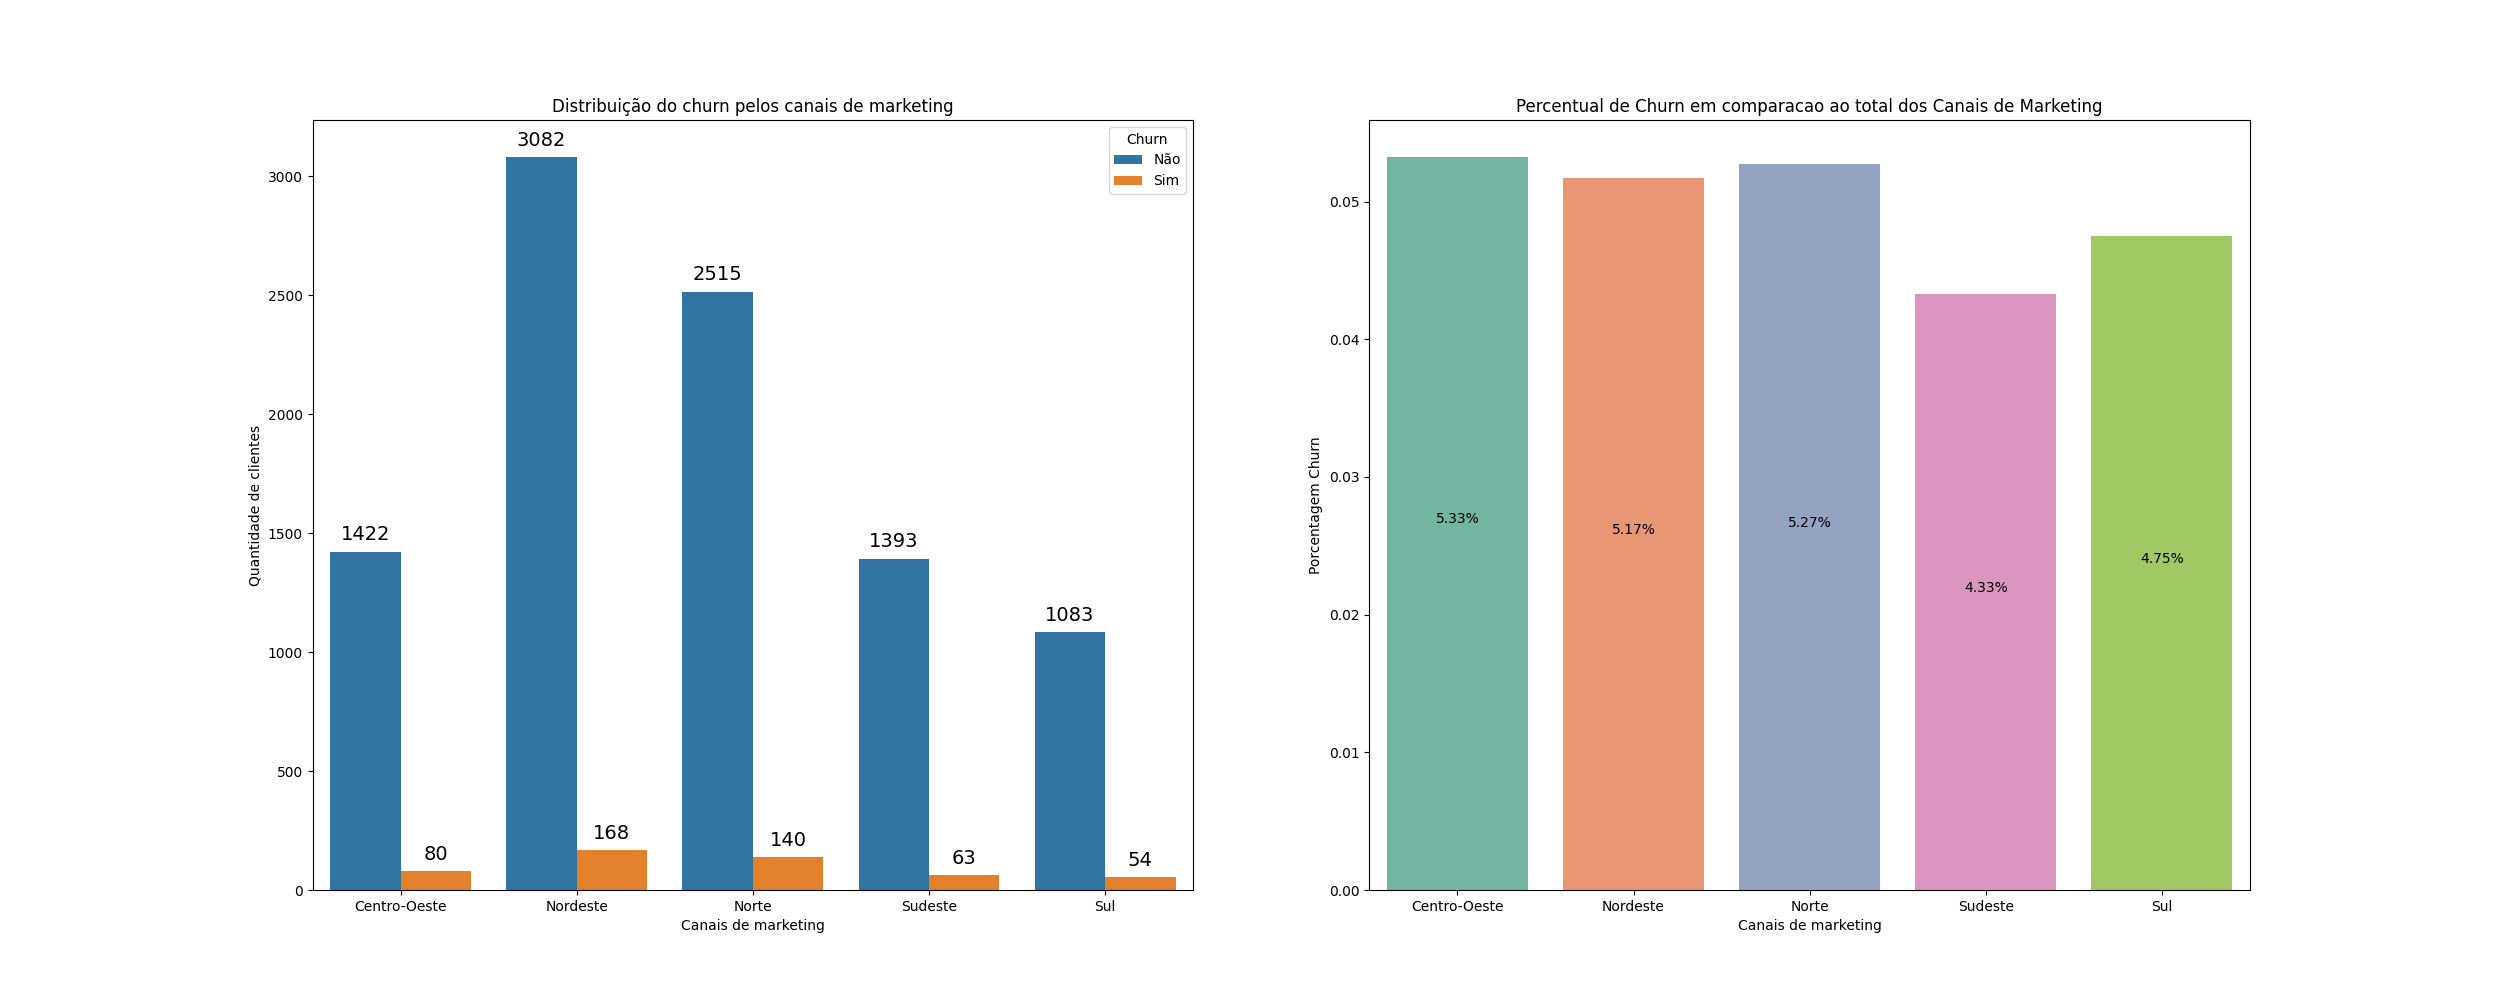 Distribuição do churn pelos canais de marketing
Churn
Não
Sim
3082
2515
1422
1393
1083
80
168
140
63
54
3000
2500
2000
1500
1000
500
0
Quantidade de clientes
Centro-Oeste Nordeste Norte Sudeste Sul
Canais de marketing
Percentual de Churn em comparacao ao total dos Canais de Marketing
0.05
0.04
0.03
0.02
0.01
0.00
Porcentagem Churn
5.33%
5.17%
5.27%
4.33%
4.75%
Centro-Oeste Nordeste Norte Sudeste Sul
Canais de marketing